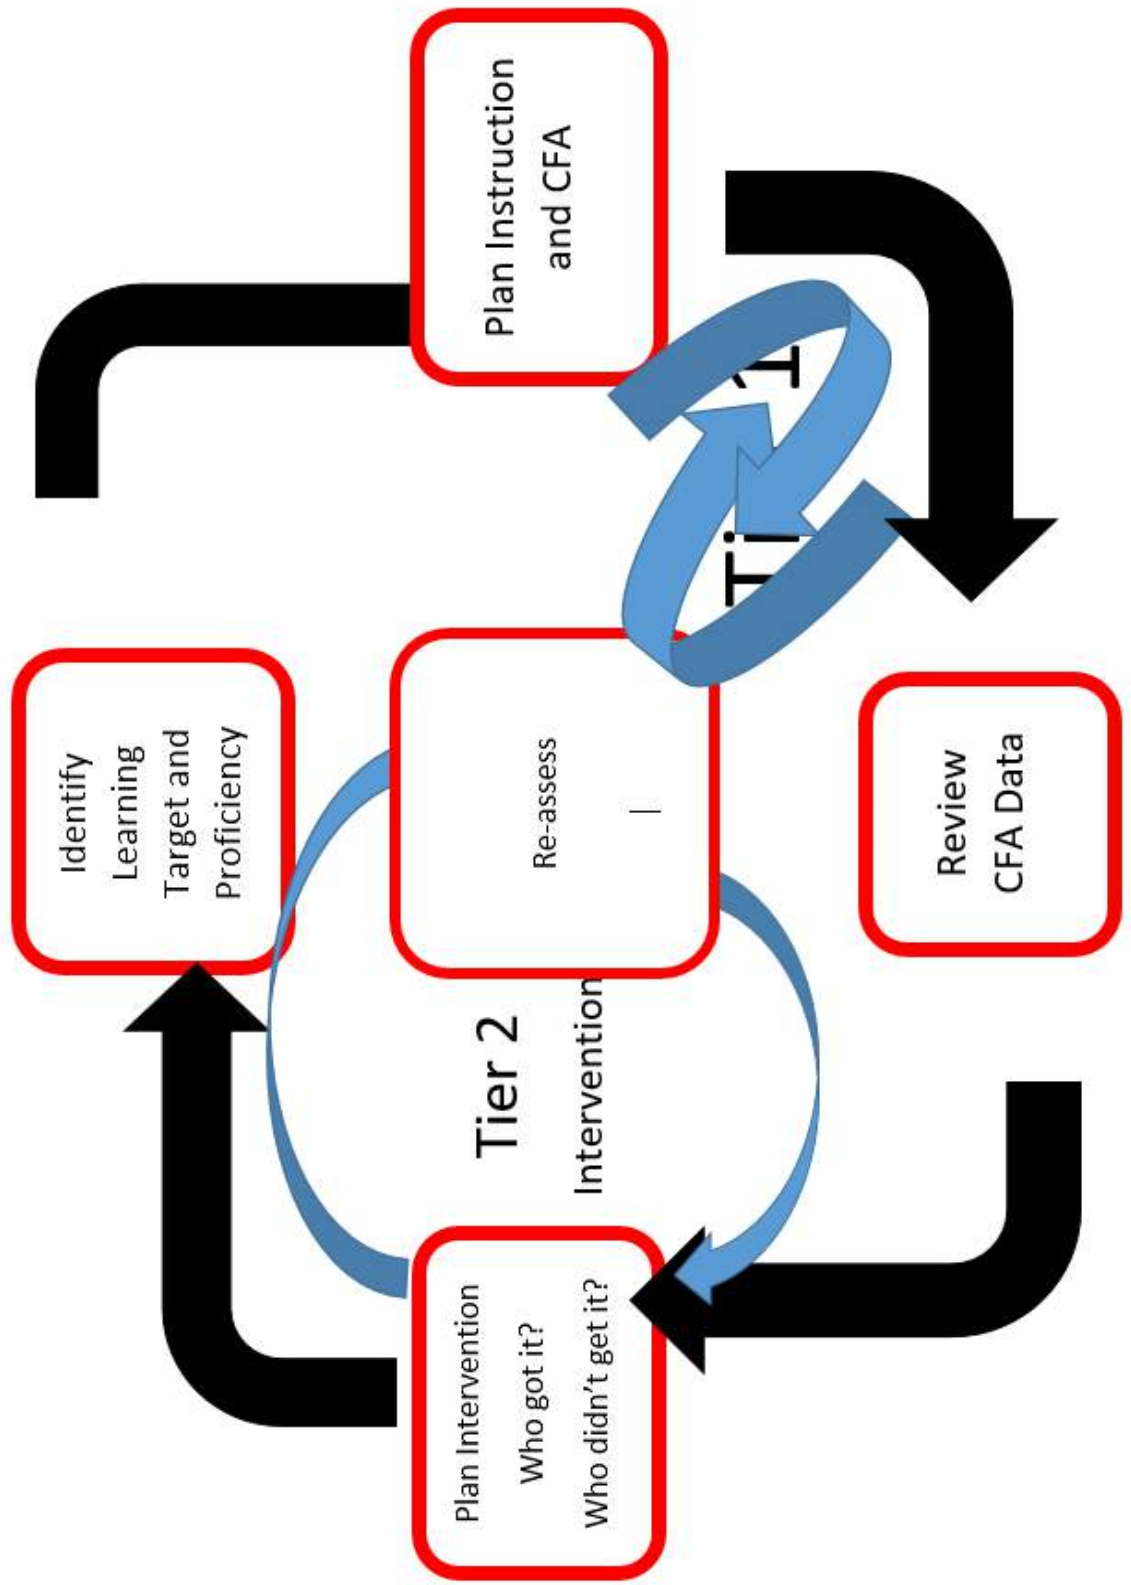 Identify
Learning
Target and
Proficiency
Plan Intervention
Who got it?
Who didn't get it?
Tier 2
Intervention
Re-assess
Plan Instruction
and CFA
Review
CFA Data